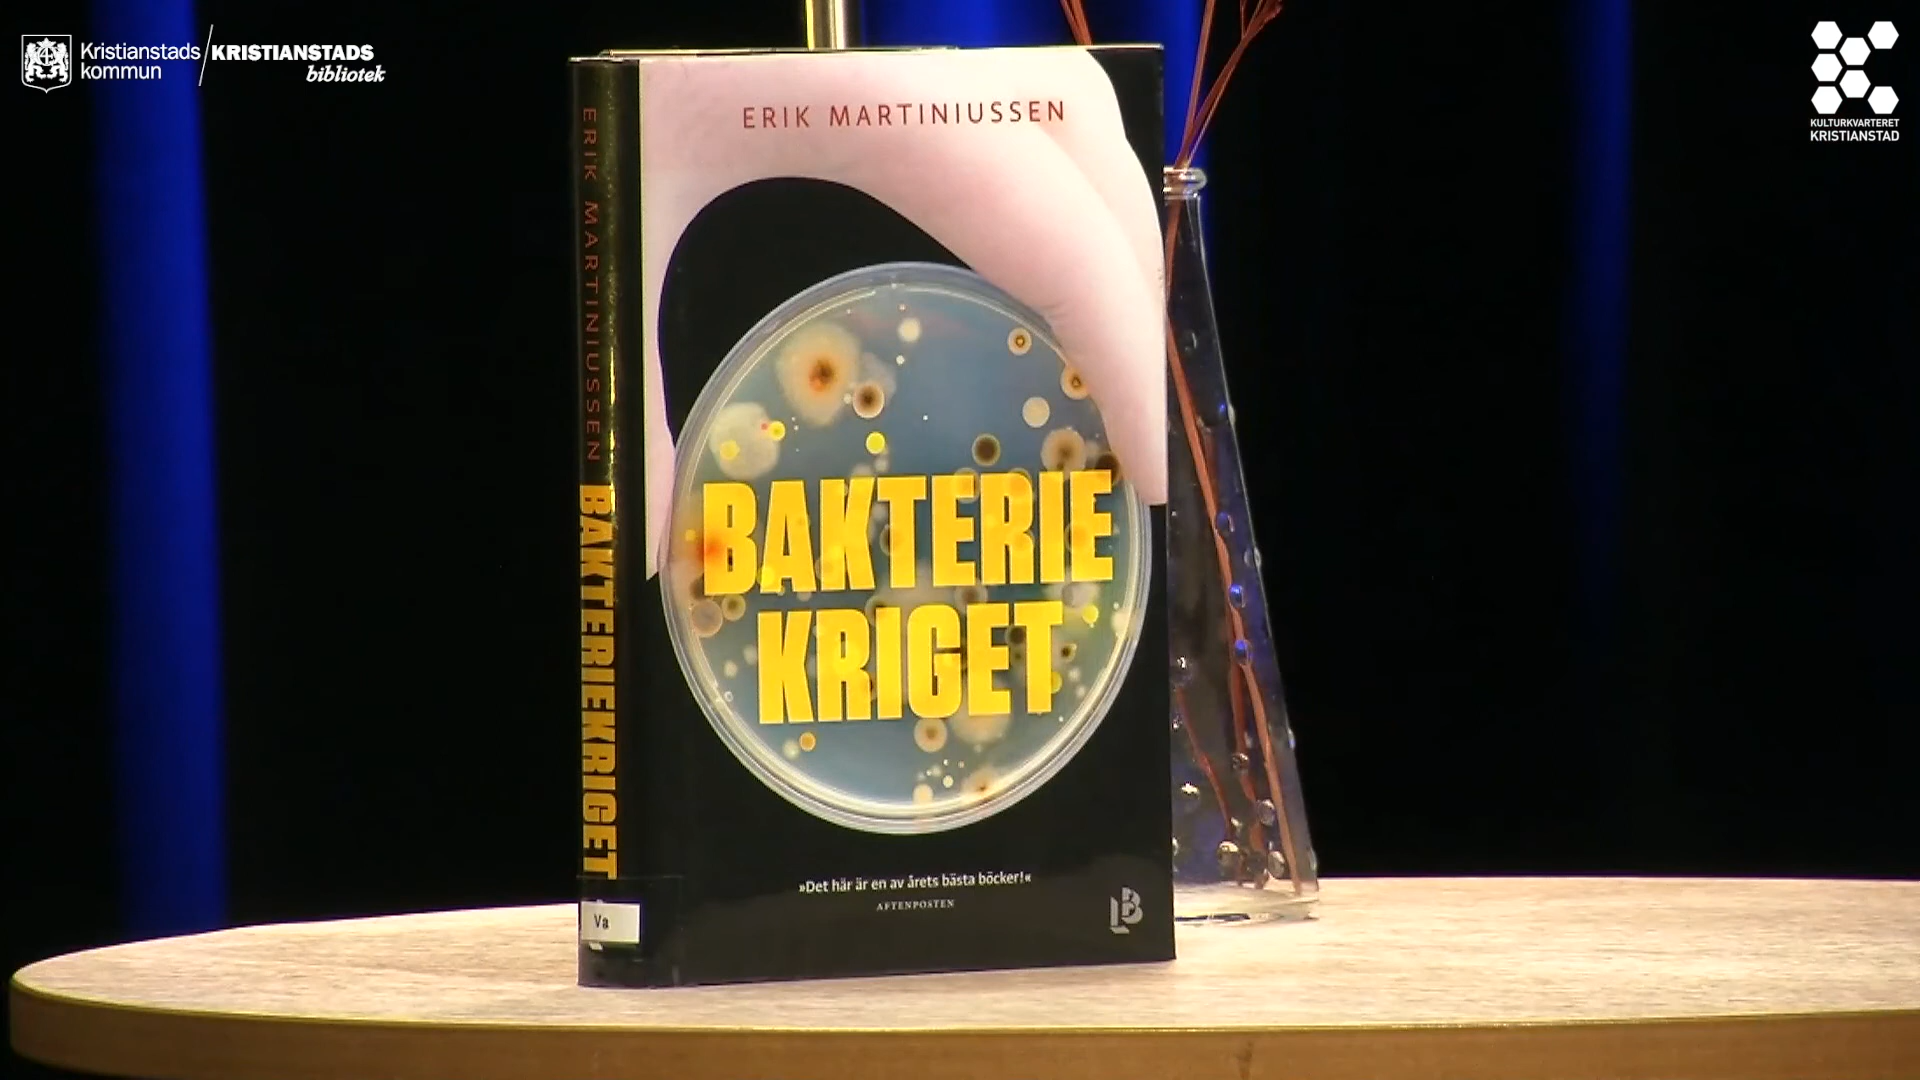 Kristianstads
kommun
KRISTIANSTADS
bibliotek
KULTURKVARTERET
KRISTIANSTAD
ERIK MARTINIUSSEN
BAKTERIE
KRIGET
»Det här är en av årets bästa böcker!«
AFTENPOSTEN
ERIK MARTINIUSSEN BAKTERIEKRIGET
Va
LB